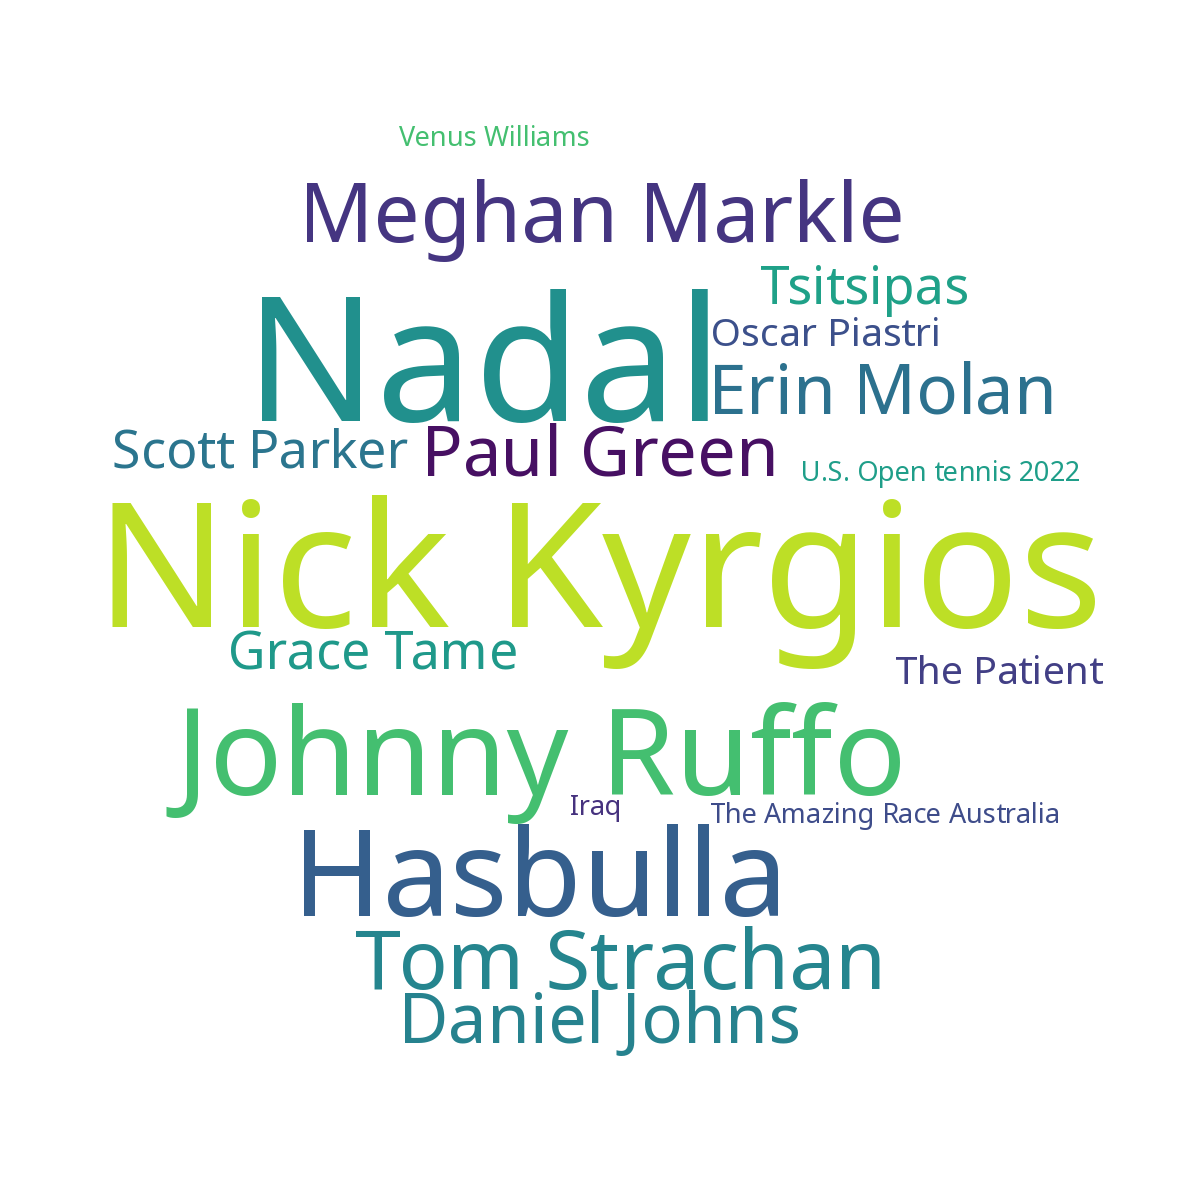 Venus Williams
Meghan Markle
Tsitsipas
Nadal
Oscar Piastri
Erin Molan
Scott Parker
Paul Green
U.S. Open tennis 2022
Nick Kyrgios
Grace Tame
The Patient
Johnny Ruffo
Iraq
The Amazing Race Australia
Hasbulla
Tom Strachan
Daniel Johns